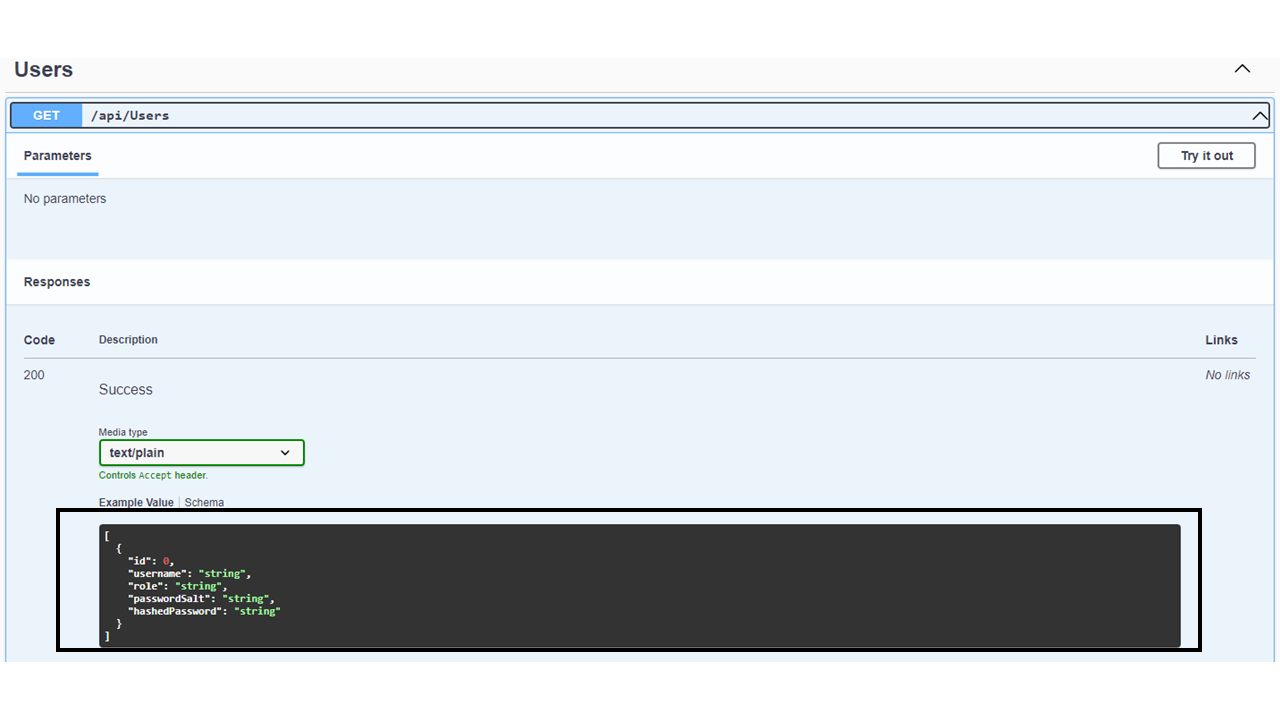 Users
GET /api/Users
Parameters Try it out
No parameters
Responses
Code Description Links
200 Success No links
Media type
text/plain
Controls Accept header.
Example Value Schema
[
{
"id": 0,
"username": "string",
"role": "string",
"passwordSalt": "string",
"hashedPassword": "string"
}
]